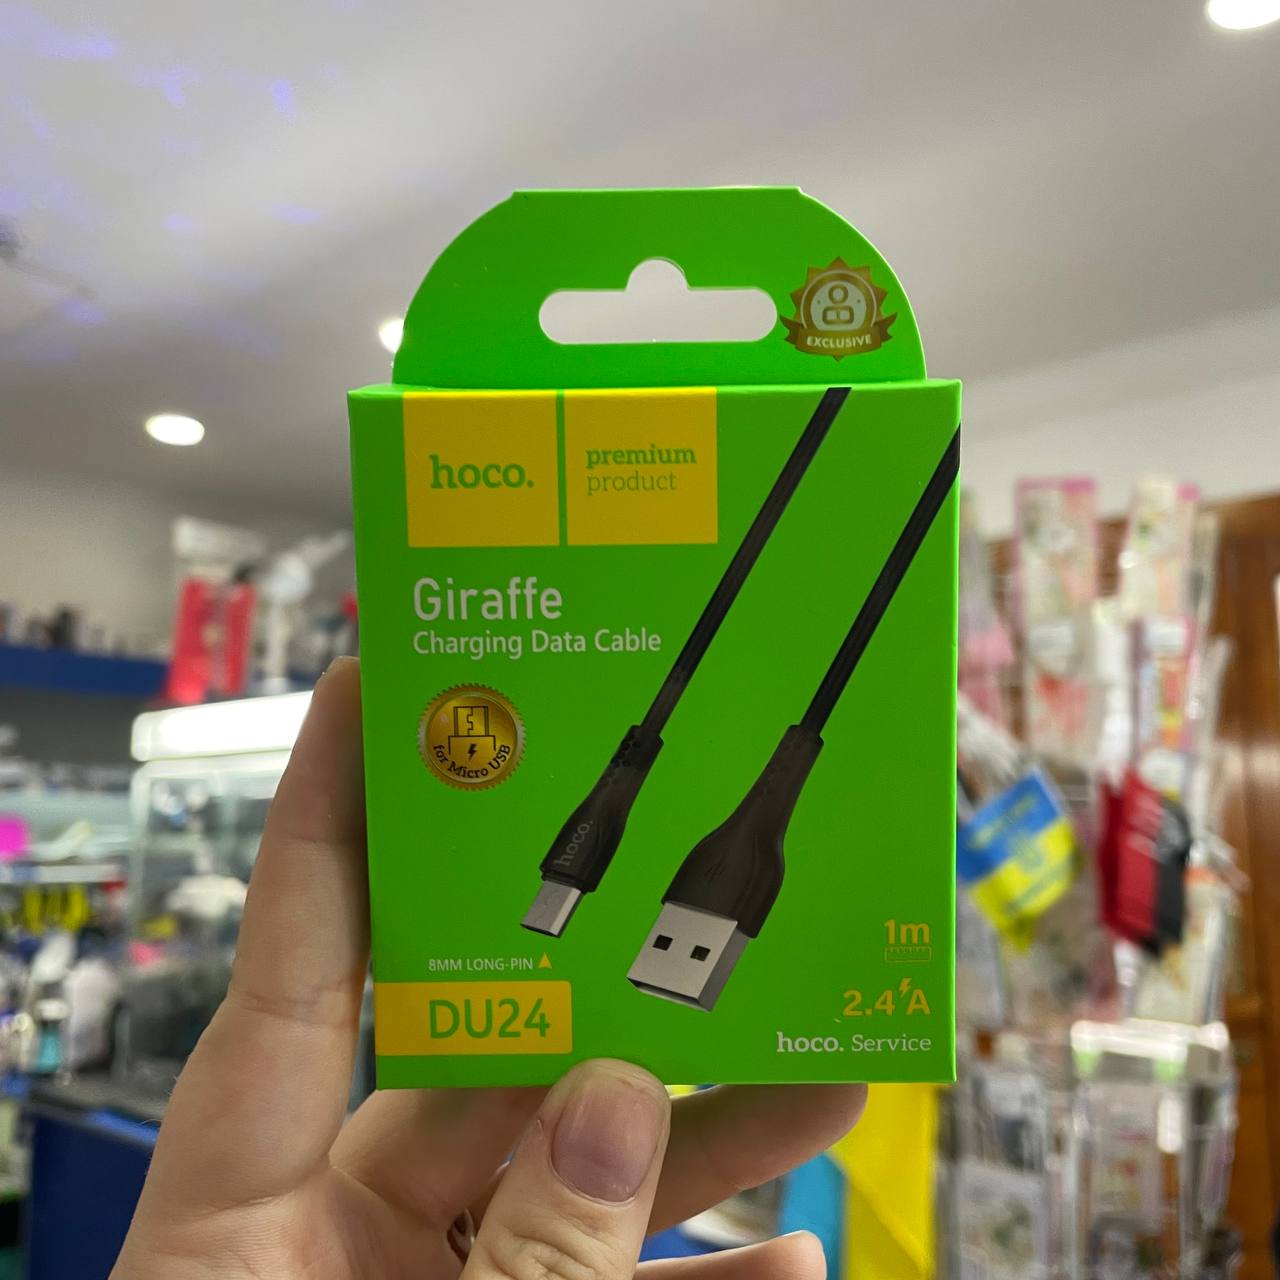 EXCLUSIVE
hoco.
premium
product
Giraffe
Charging Data Cable
for Micro USB
hoco.
8MM LONG-PIN
DU24
1m
2.4A
hoco. Service